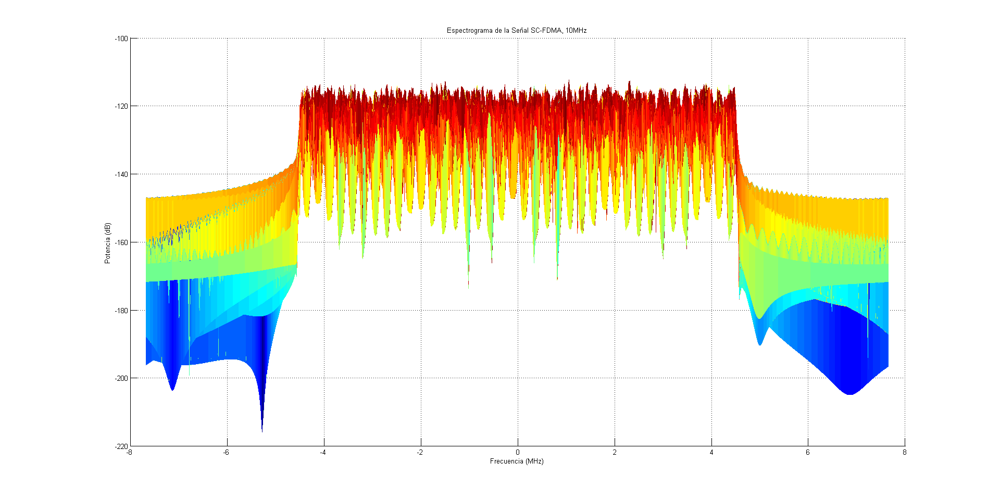 Espectrograma de la Señal SC-FDMA, 10MHz
-100
-120
-140
-160
-180
-200
-220
Potencia (dB)
-8 -6 -4 -2 0 2 4 6 8
Frecuencia (MHz)